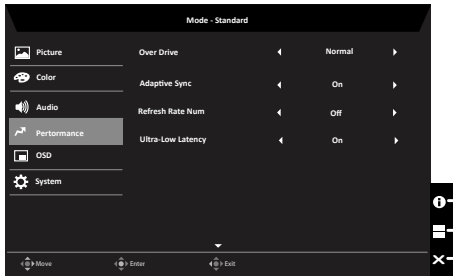 Mode - Standard
Picture
Over Drive Normal
Color
Adaptive Sync On
Audio
Refresh Rate Num Off
Pertormance
Ultra-Low Latency On
OSD
System
Move Enter Exit